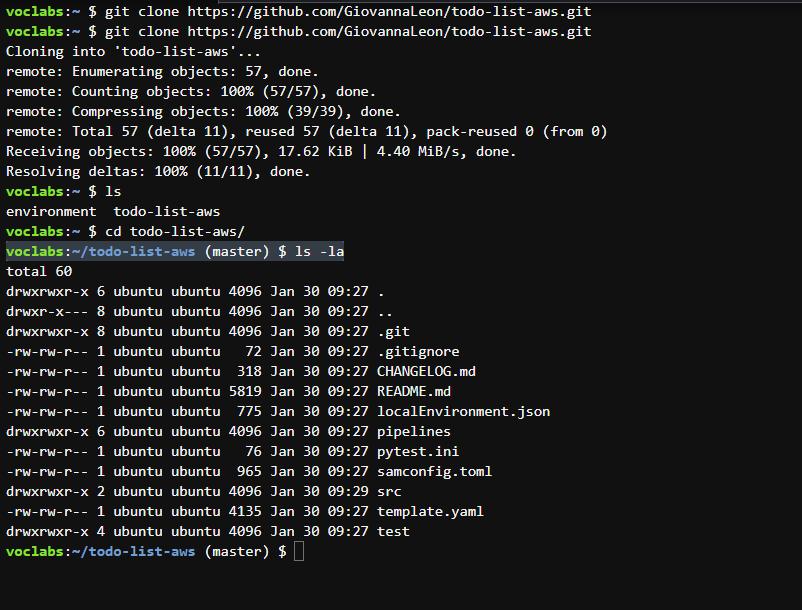 voclabs:~ $ git clone https://github.com/GiovannaLeon/todo-list-aws.git
voclabs:~ $ git clone https://github.com/GiovannaLeon/todo-list-aws.git
Cloning into 'todo-list-aws'...
remote: Enumerating objects: 57, done.
remote: Counting objects: 100% (57/57), done.
remote: Compressing objects: 100% (39/39), done.
remote: Total 57 (delta 11), reused 57 (delta 11), pack-reused 0 (from 0)
Receiving objects: 100% (57/57), 17.62 KiB | 4.40 MiB/s, done.
Resolving deltas: 100% (11/11), done.
voclabs:~ $ ls
environment  todo-list-aws
voclabs:~ $ cd todo-list-aws/
voclabs:~/todo-list-aws (master) $ ls -la
total 60
drwxrwxr-x 6 ubuntu ubuntu 4096 Jan 30 09:27 .
drwxr-x--- 8 ubuntu ubuntu 4096 Jan 30 09:27 ..
drwxrwxr-x 8 ubuntu ubuntu 4096 Jan 30 09:27 .git
-rw-rw-r-- 1 ubuntu ubuntu   72 Jan 30 09:27 .gitignore
-rw-rw-r-- 1 ubuntu ubuntu  318 Jan 30 09:27 CHANGELOG.md
-rw-rw-r-- 1 ubuntu ubuntu 5819 Jan 30 09:27 README.md
-rw-rw-r-- 1 ubuntu ubuntu  775 Jan 30 09:27 localEnvironment.json
drwxrwxr-x 6 ubuntu ubuntu 4096 Jan 30 09:27 pipelines
-rw-rw-r-- 1 ubuntu ubuntu   76 Jan 30 09:27 pytest.ini
-rw-rw-r-- 1 ubuntu ubuntu  965 Jan 30 09:27 samconfig.toml
drwxrwxr-x 2 ubuntu ubuntu 4096 Jan 30 09:29 src
-rw-rw-r-- 1 ubuntu ubuntu 4135 Jan 30 09:27 template.yaml
drwxrwxr-x 4 ubuntu ubuntu 4096 Jan 30 09:27 test
voclabs:~/todo-list-aws (master) $